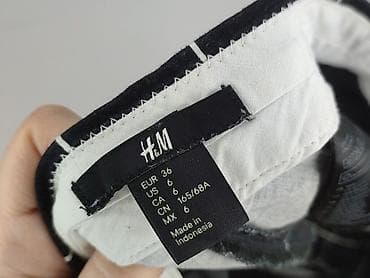 H&M
EUR 36
US 6
CA 6
CN 165/68A
MX 6
Made in
Indonesia